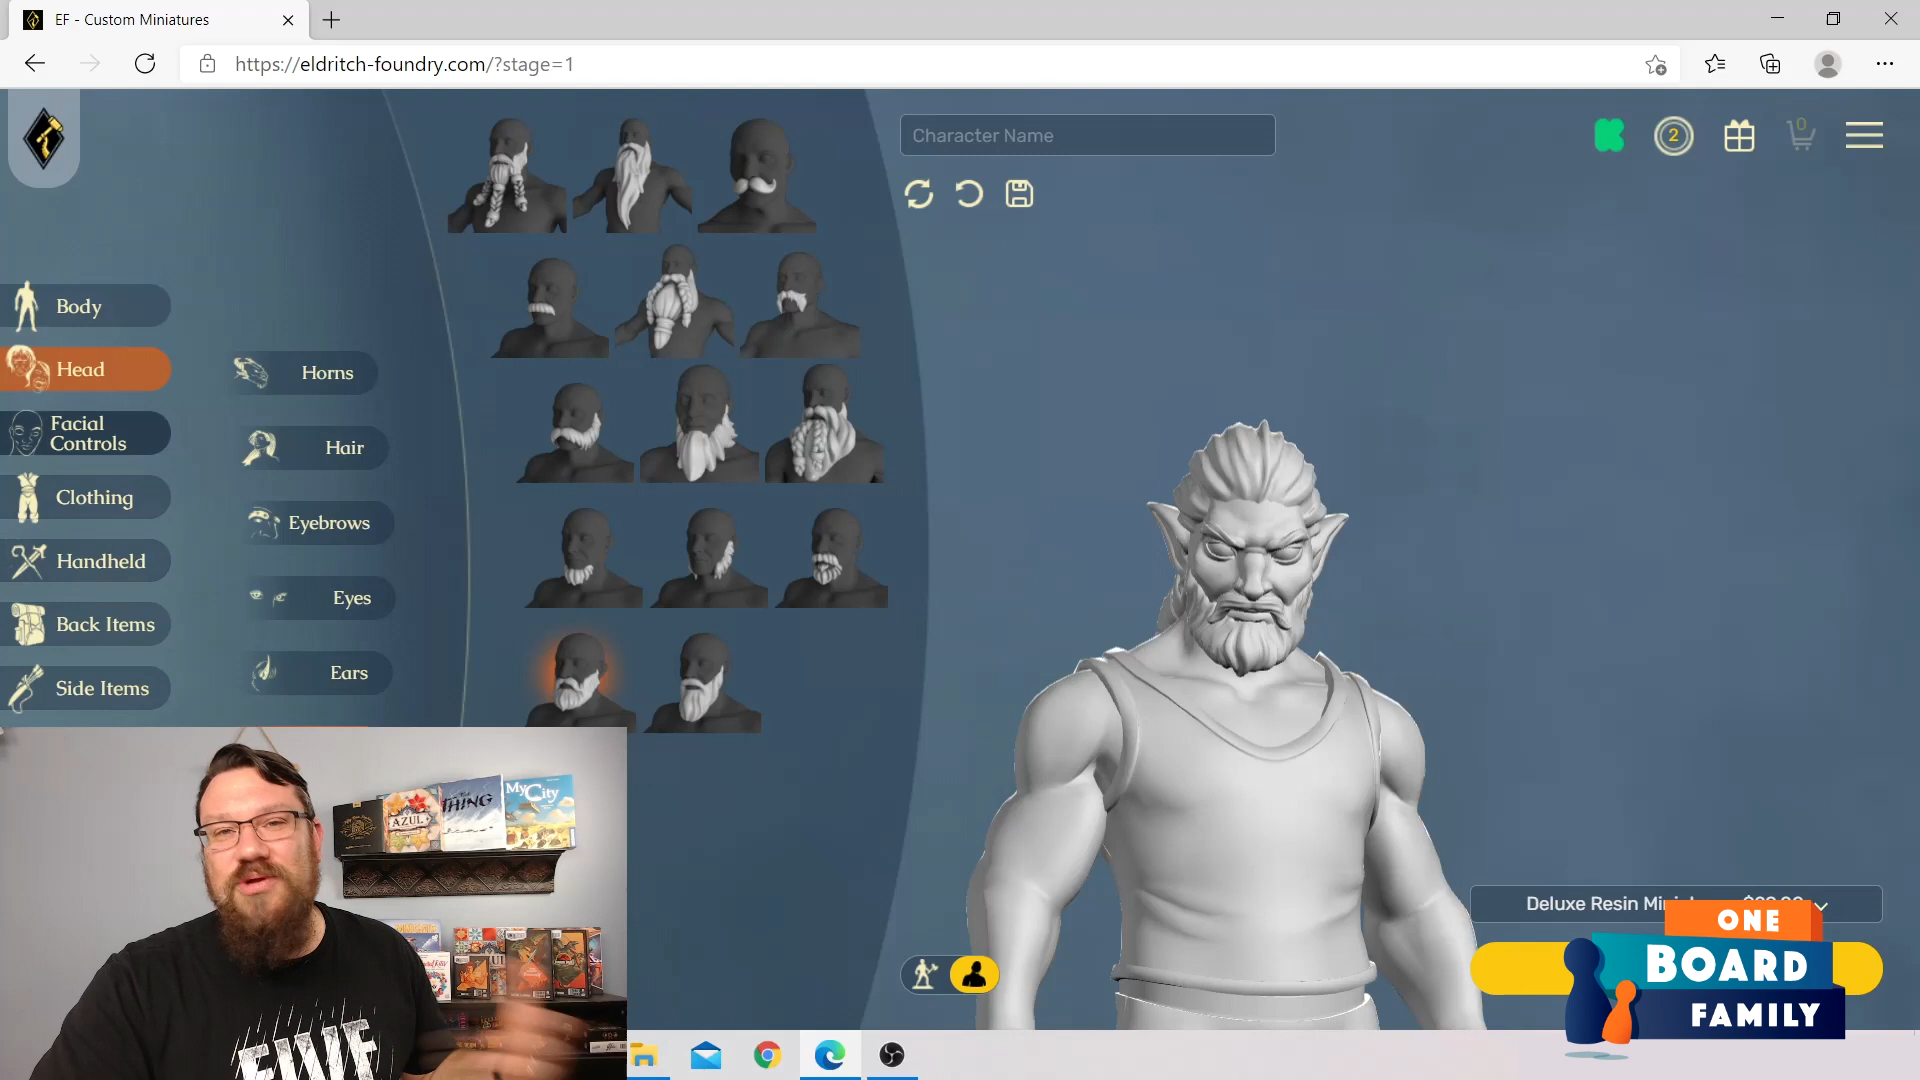 EF - Custom Miniatures
https://eldritch-foundry.com/?stage=1
Character Name
2
0
Body
Head
Facial
Controls
Clothing
Handheld
Back Items
Side Items
Horns
Hair
Eyebrows
Eyes
Ears
AZUL
THING
My City
Deluxe Resin
ONE
BOARD
FAMILY